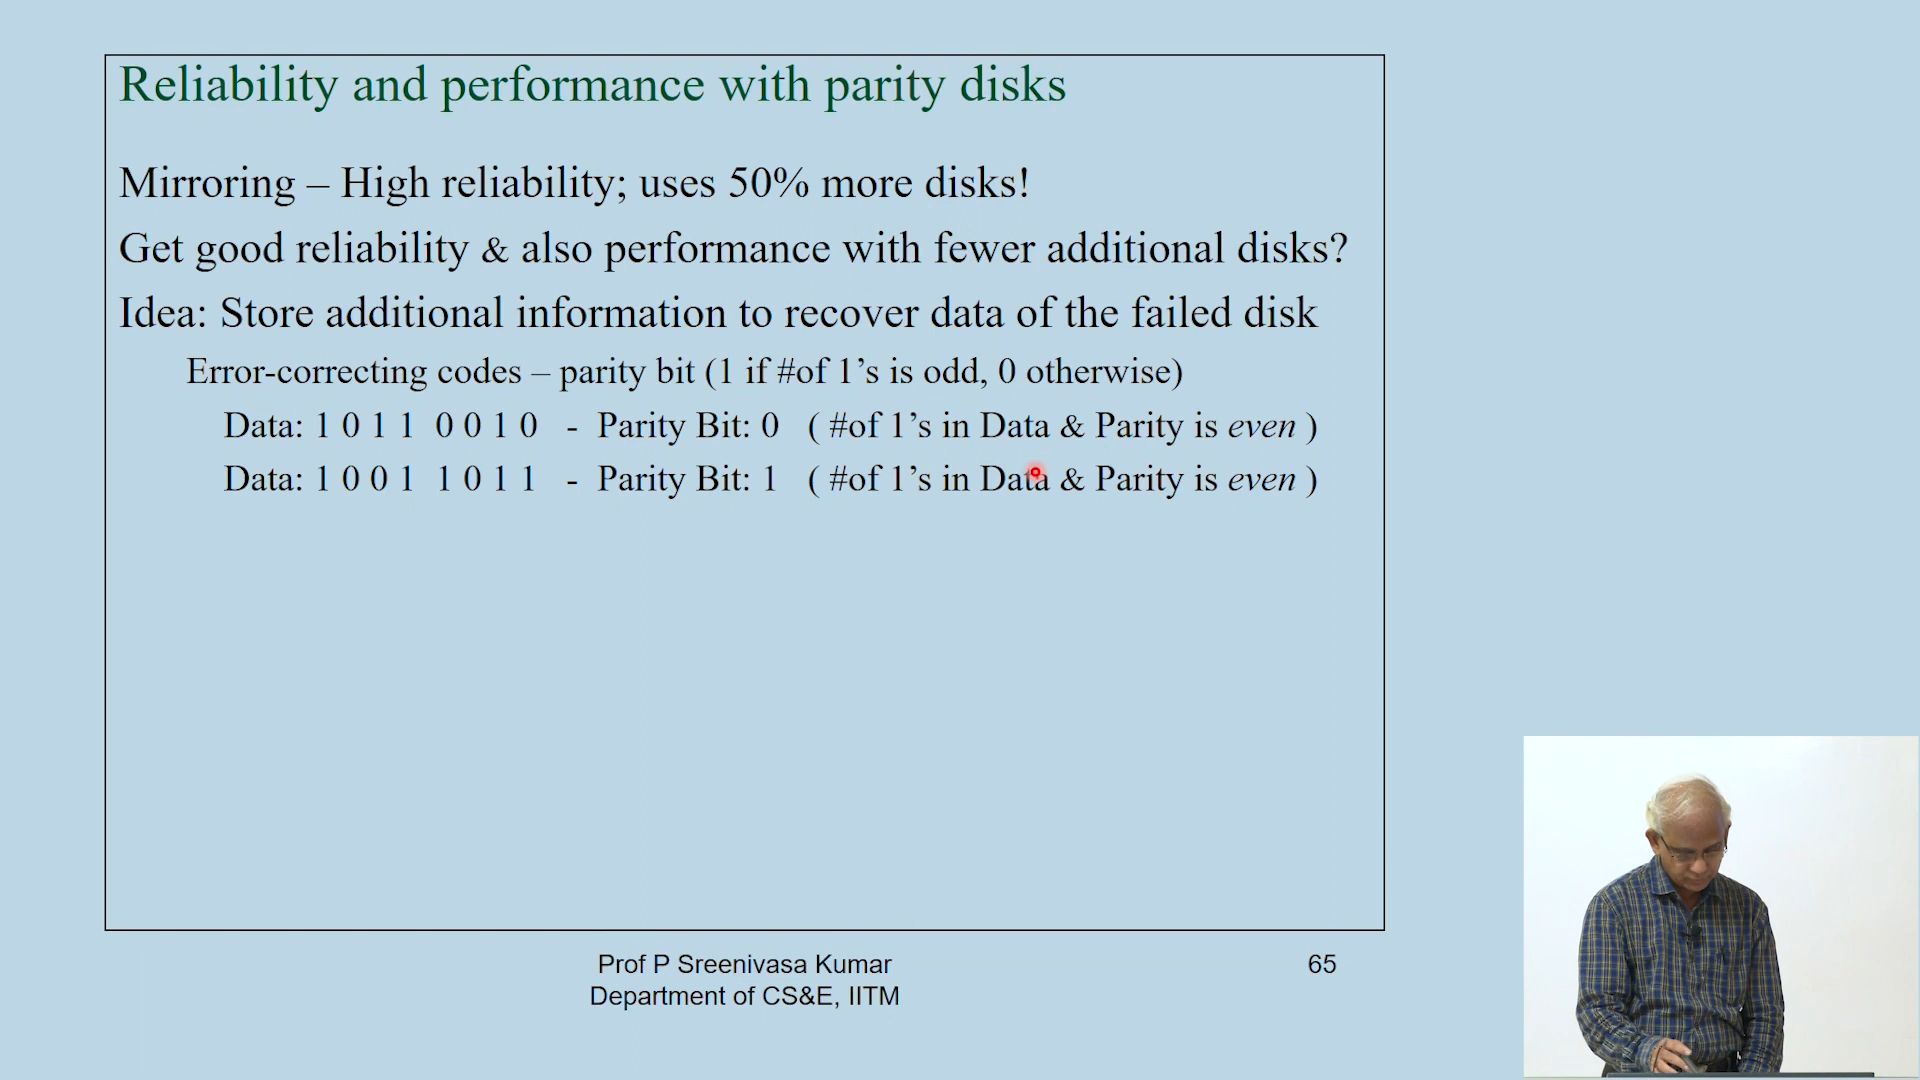 Reliability and performance with parity disks
Mirroring – High reliability; uses 50% more disks!
Get good reliability & also performance with fewer additional disks?
Idea: Store additional information to recover data of the failed disk
Error-correcting codes – parity bit (1 if #of 1’s is odd, 0 otherwise)
Data: 1 0 1 1 0 0 1 0 - Parity Bit: 0 ( #of 1’s in Data & Parity is even )
Data: 1 0 0 1 1 0 1 1 - Parity Bit: 1 ( #of 1’s in Data & Parity is even )
Prof P Sreenivasa Kumar
Department of CS&E, IITM
65